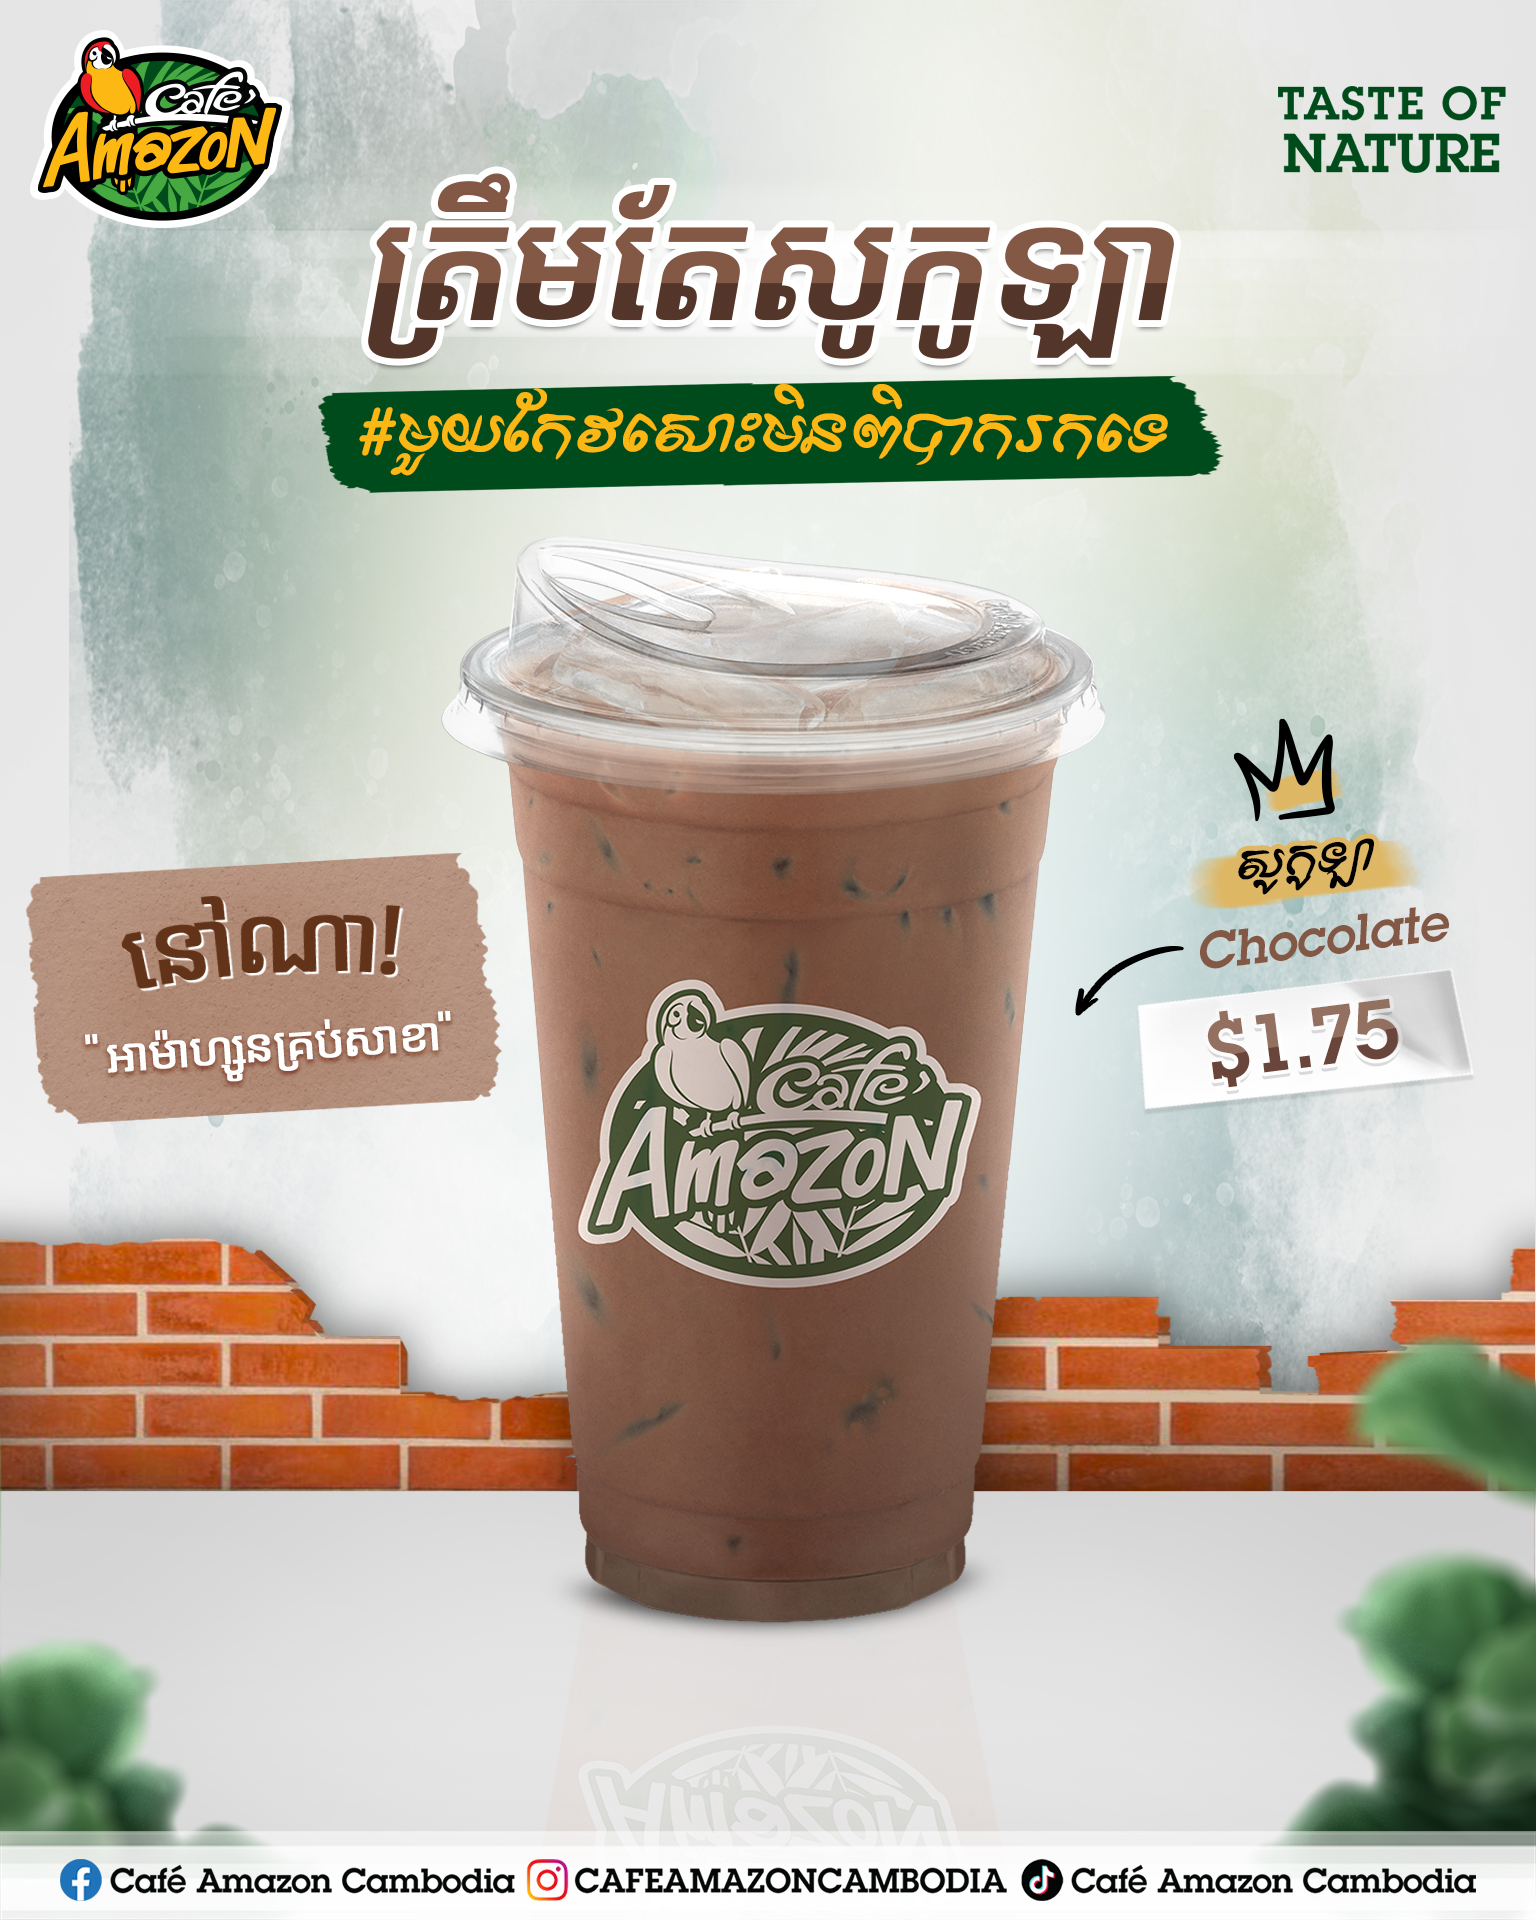 Café
Amazon
TASTE OF
NATURE
ត្រឹមតែសូកូឡា
#មួយកែវសោះមិនពិបាករកទេ
សូកូឡា
Chocolate
$1.75
នៅណា!
"អាម៉ាហ្សូនគ្រប់សាខា"
Café
Amazon
Café Amazon Cambodia CAFEAMAZONCAMBODIA Café Amazon Cambodia